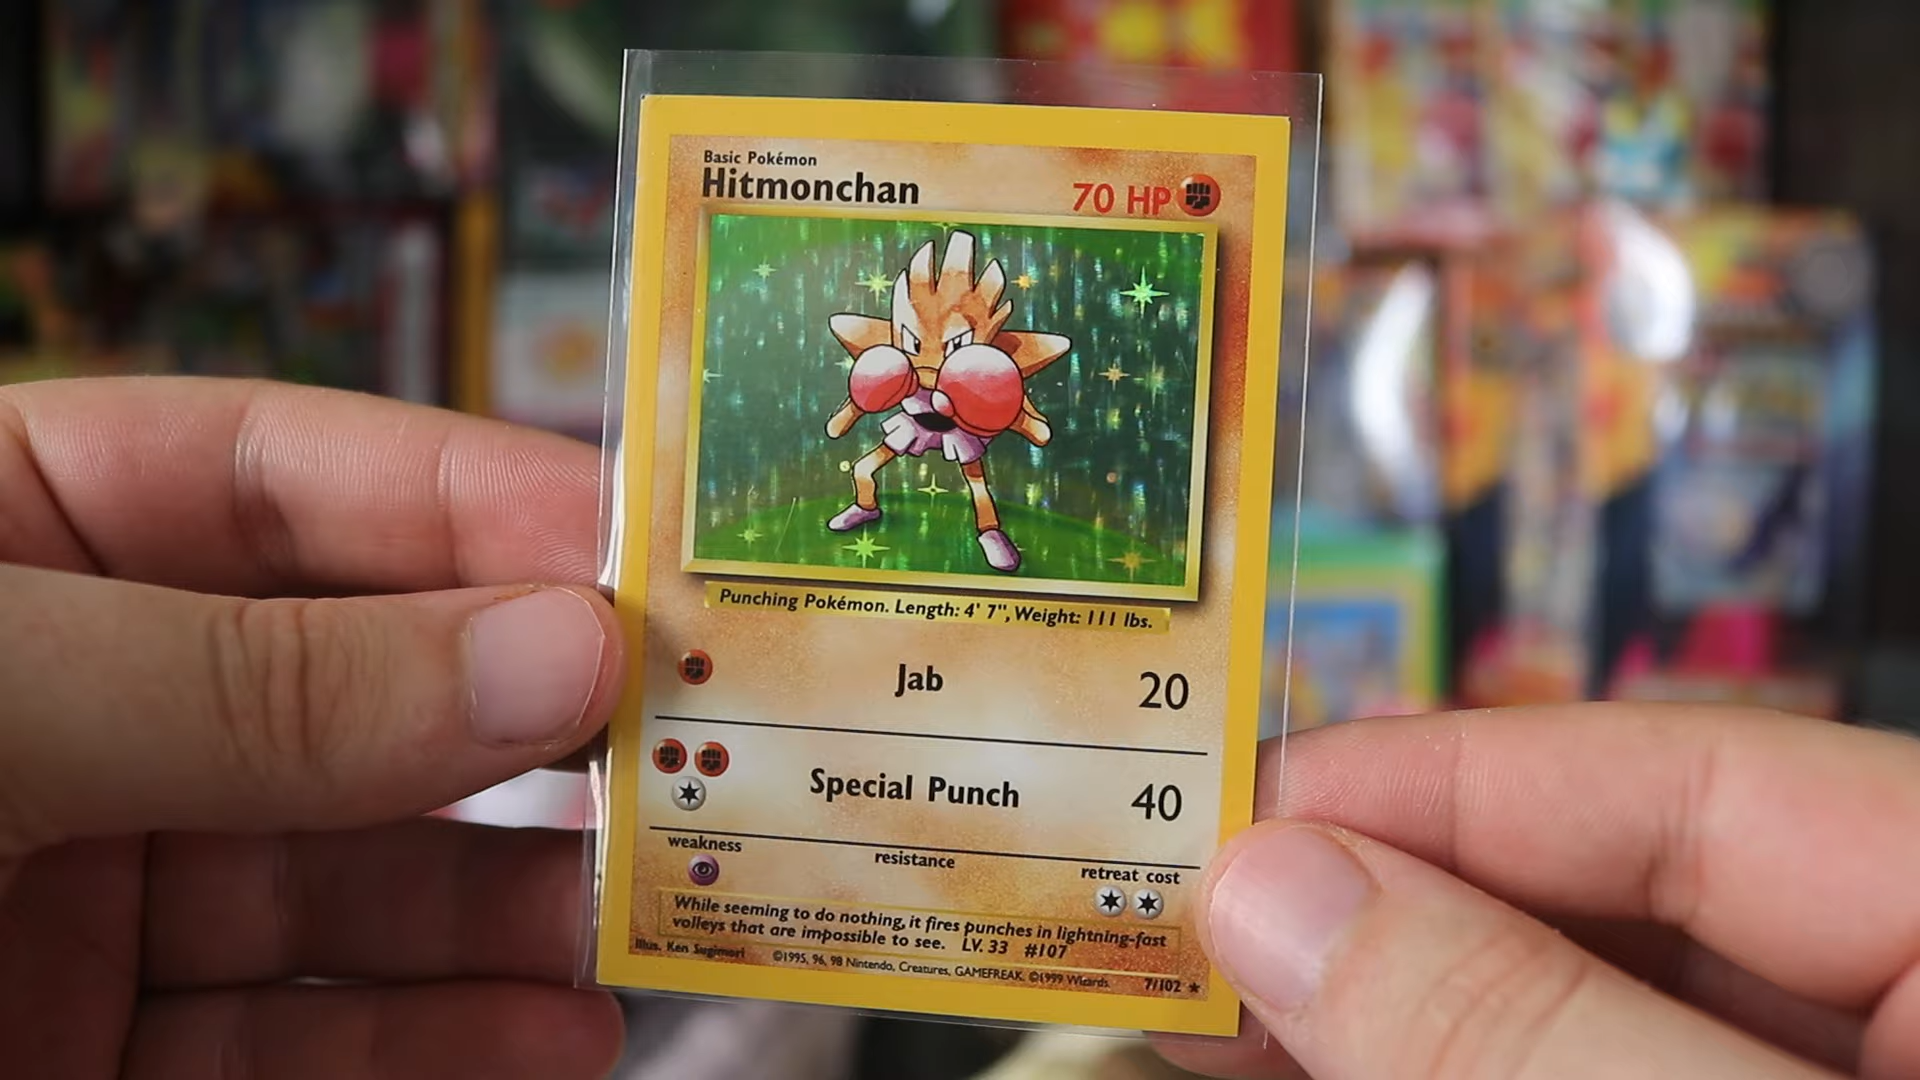 Basic Pokémon
Hitmonchan
70 HP
Punching Pokémon. Length: 4' 7", Weight: 111 lbs.
Jab 20
Special Punch 40
weakness
resistance
retreat cost
While seeming to do nothing, it fires punches in lightning-fast
volleys that are impossible to see. LV. 33 #107
Illus. Ken Sugimori
©1995, 96, 98 Nintendo, Creatures, GAMEFREAK. ©1999 Wizards.
7/102 ★